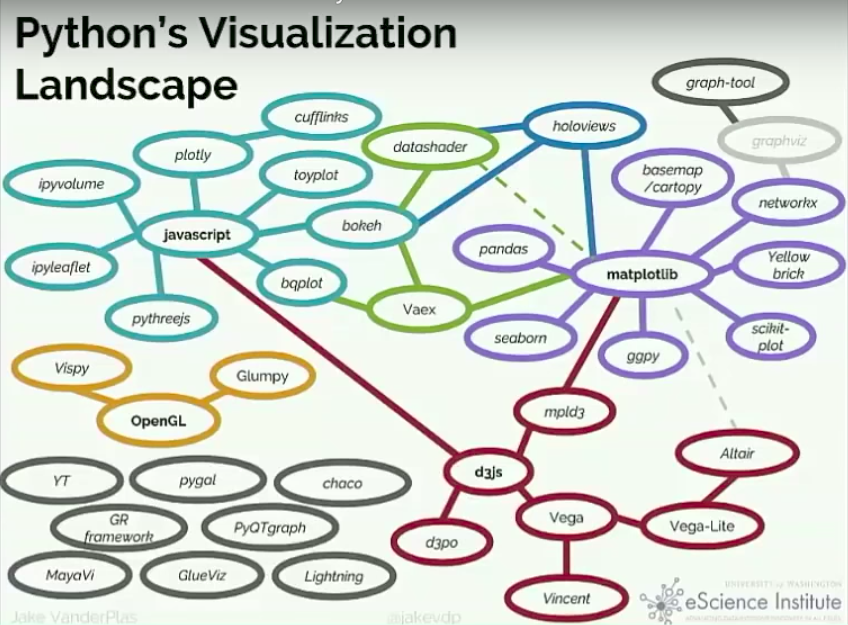 Python's Visualization
Landscape
graph-tool
cufflinks
holoviews
graphviz
datashader
plotly
toyplot
basemap
/cartopy
ipyvolume
networkx
bokeh
javascript
pandas
Yellow
brick
ipyleaflet
matplotlib
bqplot
Vaex
pythreejs
seaborn
ggpy
scikit-
plot
Vispy
Glumpy
OpenGL
mpld3
Altair
d3js
YT
pygal
chaco
GR
framework
PyQTgraph
Vega
Vega-Lite
d3po
MayaVi
GlueViz
Lightning
Vincent
UNIVERSITY of WASHINGTON
eScience Institute
Jake VanderPlas
@jakevdp